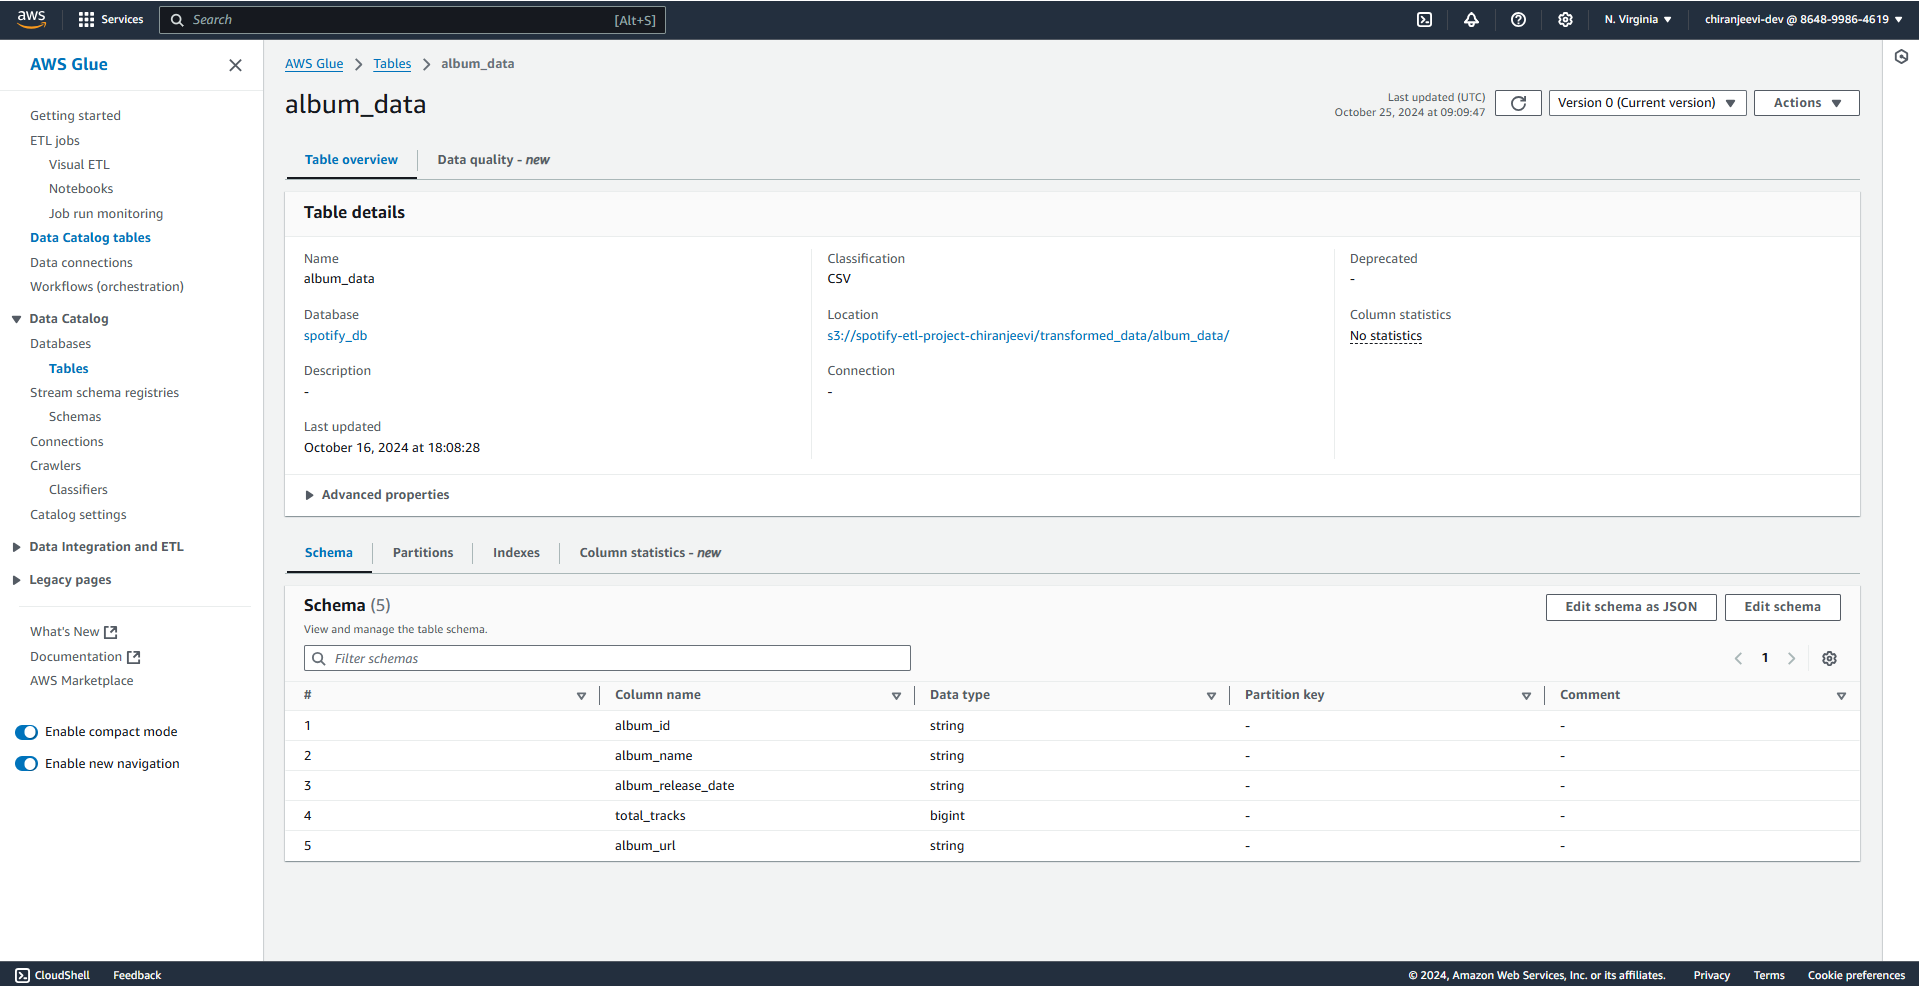 aws Services Search [Alt+S] N. Virginia chiranjeevi-dev @ 8648-9986-4619
AWS Glue
Getting started
ETL jobs
Visual ETL
Notebooks
Job run monitoring
Data Catalog tables
Data connections
Workflows (orchestration)
Data Catalog
Databases
Tables
Stream schema registries
Schemas
Connections
Crawlers
Classifiers
Catalog settings
Data Integration and ETL
Legacy pages
What's New
Documentation
AWS Marketplace
Enable compact mode
Enable new navigation
AWS Glue Tables album_data
album_data
Last updated (UTC)
October 25, 2024 at 09:09:47
Version 0 (Current version) Actions
Table overview Data quality - new
Table details
Name
album_data
Database
spotify_db
Description
-
Last updated
October 16, 2024 at 18:08:28
Classification
CSV
Location
s3://spotify-etl-project-chiranjeevi/transformed_data/album_data/
Connection
-
Deprecated
-
Column statistics
No statistics
Advanced properties
Schema Partitions Indexes Column statistics - new
Schema (5)
View and manage the table schema.
Edit schema as JSON Edit schema
Filter schemas 1
# Column name Data type Partition key Comment
1 album_id string - -
2 album_name string - -
3 album_release_date string - -
4 total_tracks bigint - -
5 album_url string - -
CloudShell Feedback © 2024, Amazon Web Services, Inc. or its affiliates. Privacy Terms Cookie preferences